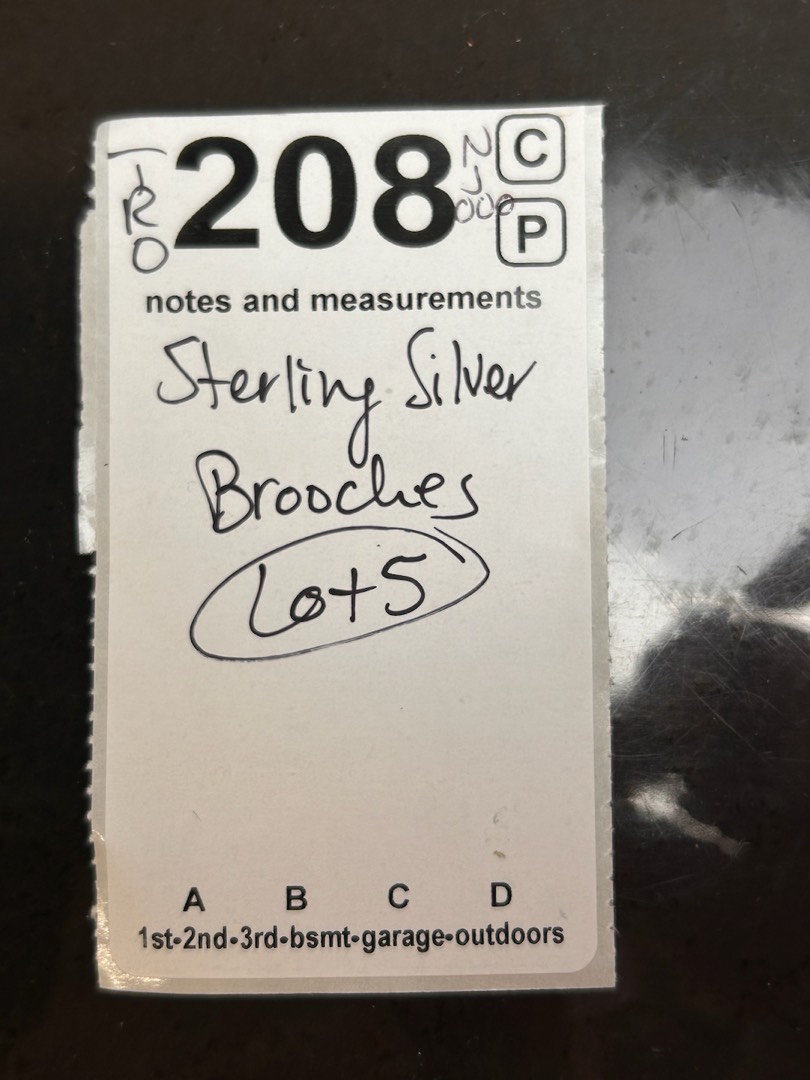 208
C
P
notes and measurements
Sterling Silver
Brooches
Lot 5
A B C D
1st-2nd-3rd-bsmt-garage-outdoors